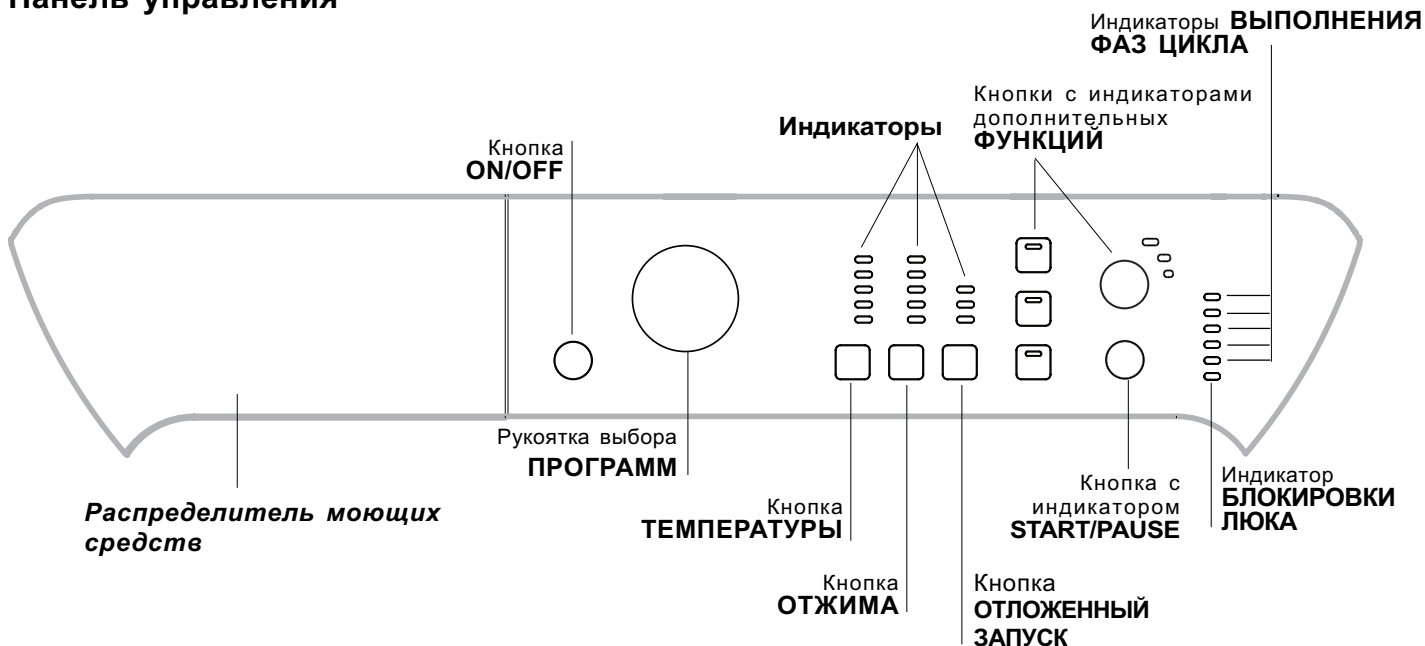 Панель управления
Индикаторы ВЫПОЛНЕНИЯ
ФАЗ ЦИКЛА
Кнопки с индикаторами
дополнительных
ФУНКЦИЙ
Индикаторы
Кнопка
ON/OFF
Рукоятка выбора
ПРОГРАММ
Распределитель моющих
средств
Кнопка
ТЕМПЕРАТУРЫ
Кнопка с
индикатором
START/PAUSE
Индикатор
БЛОКИРОВКИ
ЛЮКА
Кнопка
ОТЖИМА
Кнопка
ОТЛОЖЕННЫЙ
ЗАПУСК